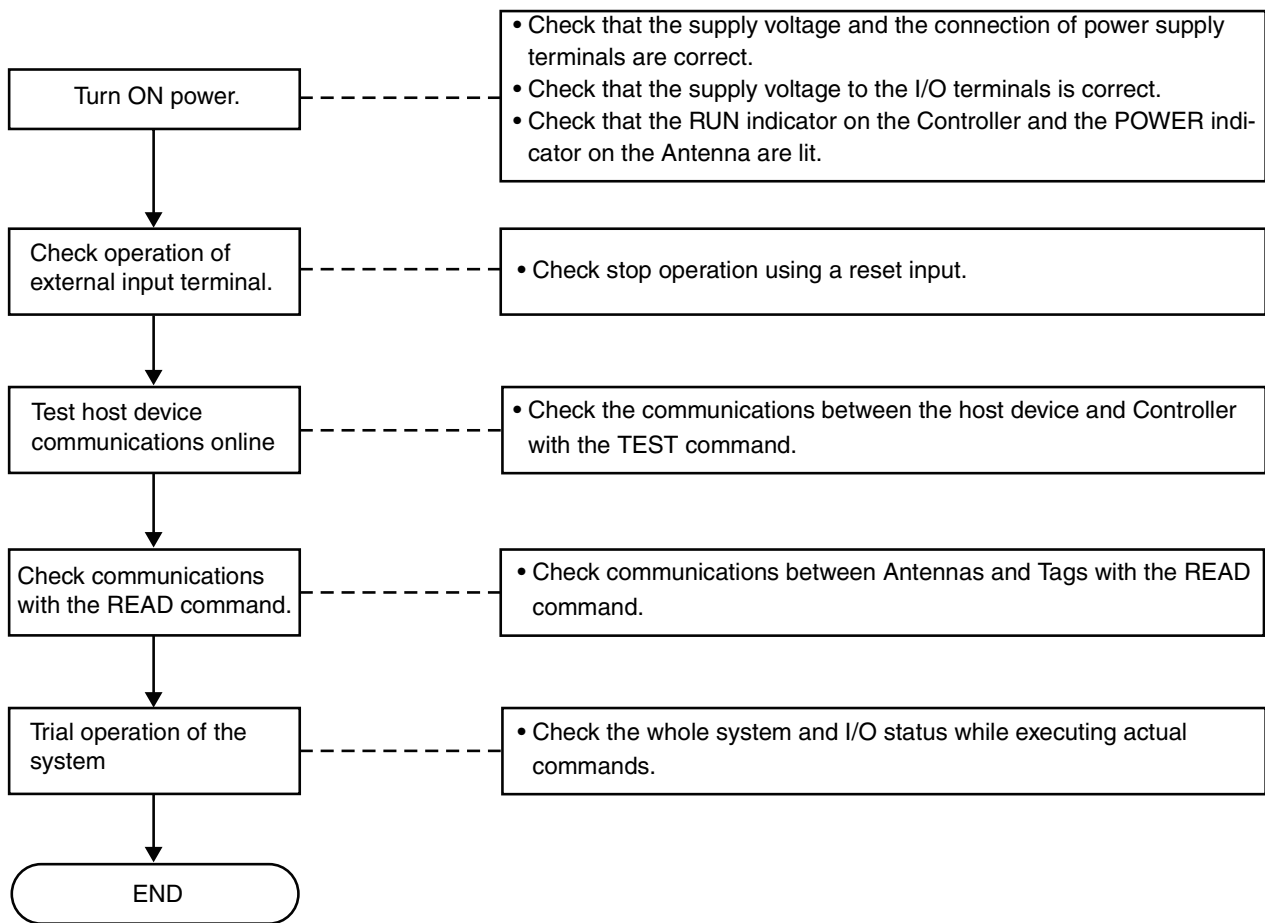 Turn ON power.
• Check that the supply voltage and the connection of power supply
terminals are correct.
• Check that the supply voltage to the I/O terminals is correct.
• Check that the RUN indicator on the Controller and the POWER indi-
cator on the Antenna are lit.
Check operation of
external input terminal.
• Check stop operation using a reset input.
Test host device
communications online
• Check the communications between the host device and Controller
with the TEST command.
Check communications
with the READ command.
• Check communications between Antennas and Tags with the READ
command.
Trial operation of the
system
• Check the whole system and I/O status while executing actual
commands.
END